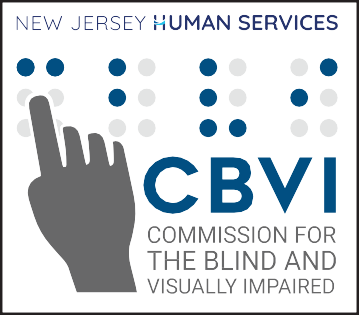 NEW JERSEY HUMAN SERVICES
⠉⠃⠧⠊
CBVI
COMMISSION FOR
THE BLIND AND
VISUALLY IMPAIRED